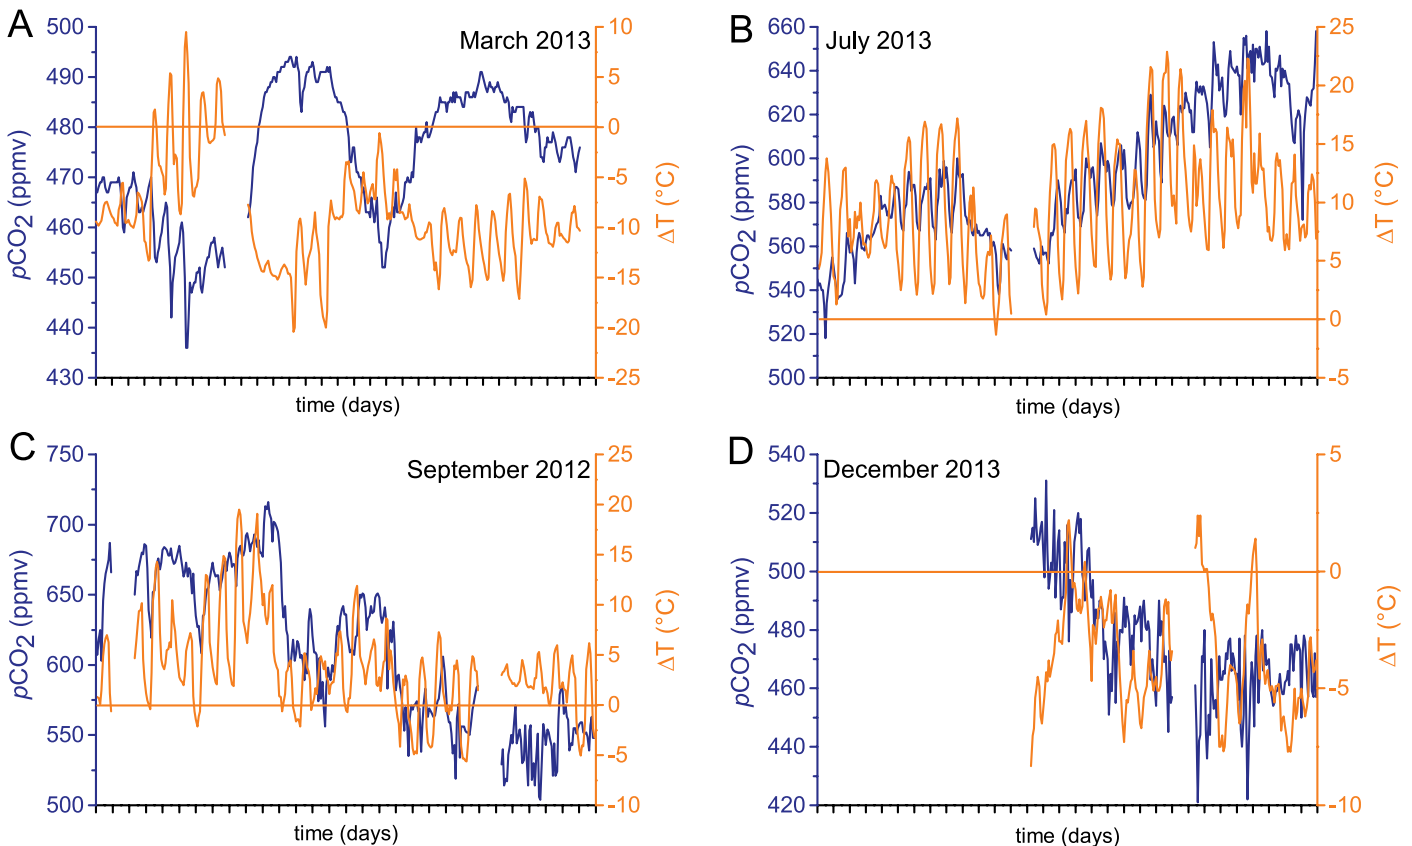 A
March 2013
500
490
480
470
460
450
440
430
pCO2 (ppmv)
10
5
0
-5
-10
-15
-20
-25
ΔT (°C)
time (days)
B
July 2013
660
640
620
600
580
560
540
520
500
pCO2 (ppmv)
25
20
15
10
5
0
-5
ΔT (°C)
time (days)
C
September 2012
750
700
650
600
550
500
pCO2 (ppmv)
25
20
15
10
5
0
-5
-10
ΔT (°C)
time (days)
D
December 2013
540
520
500
480
460
440
420
pCO2 (ppmv)
5
0
-5
-10
ΔT (°C)
time (days)